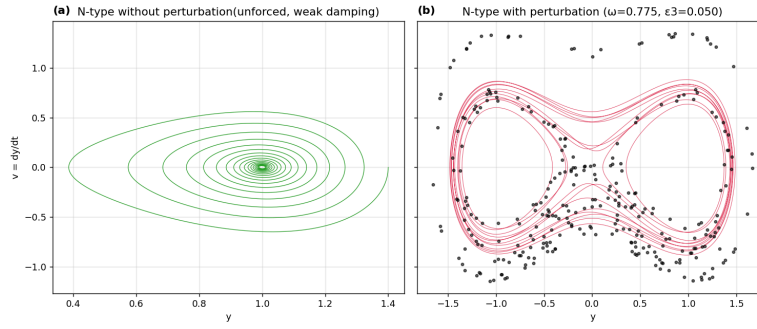 (a) N-type without perturbation(unforced, weak damping)
v = dy/dt
1.0
0.5
0.0
−0.5
−1.0
0.4 0.6 0.8 1.0 1.2 1.4
y
(b) N-type with perturbation (ω=0.775, ε3=0.050)
−1.5 −1.0 −0.5 0.0 0.5 1.0 1.5
y